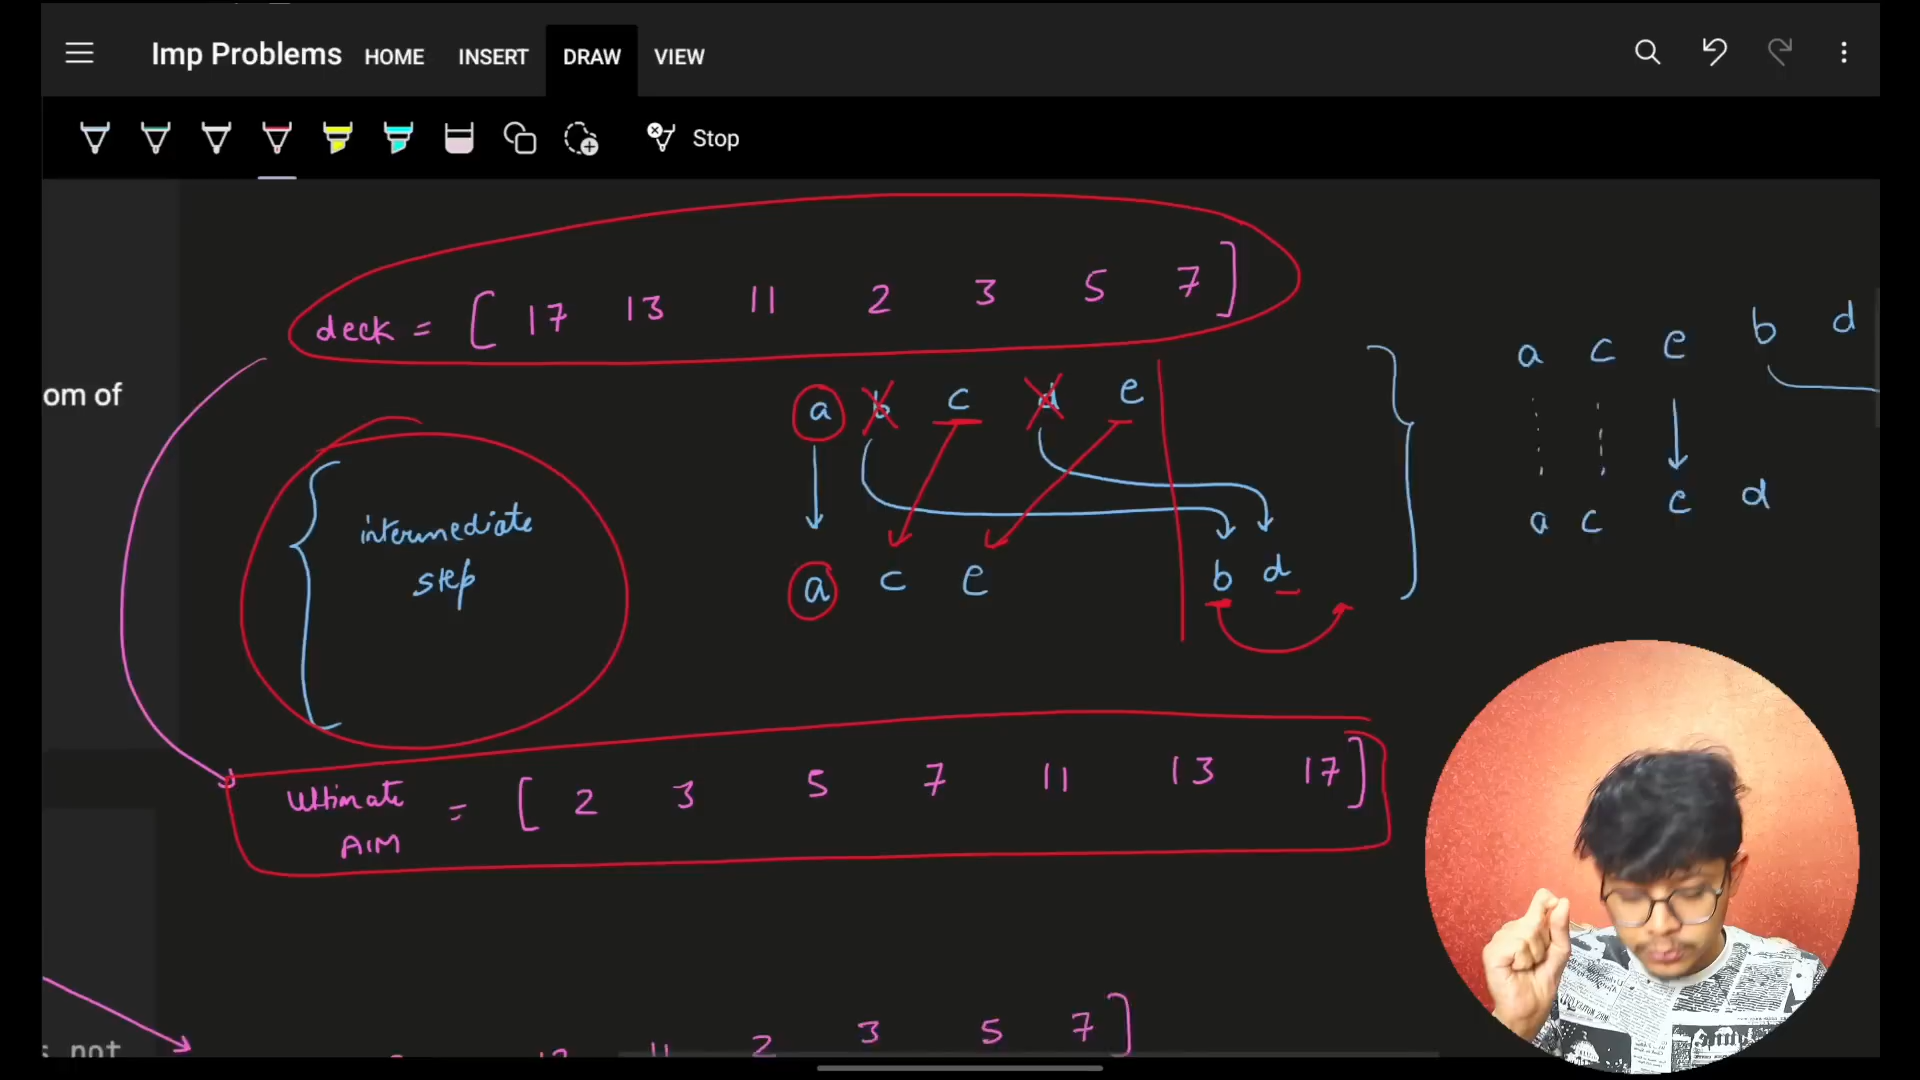 Imp Problems HOME INSERT DRAW VIEW
Stop
deck = [ 17 13 11 2 3 5 7 ]
om of
a b c d e
a c e b d
a c e b d
a c e d
intermediate
step
Ultimate
AIM = [ 2 3 5 7 11 13 17 ]
11 2 3 5 7 ]
s not